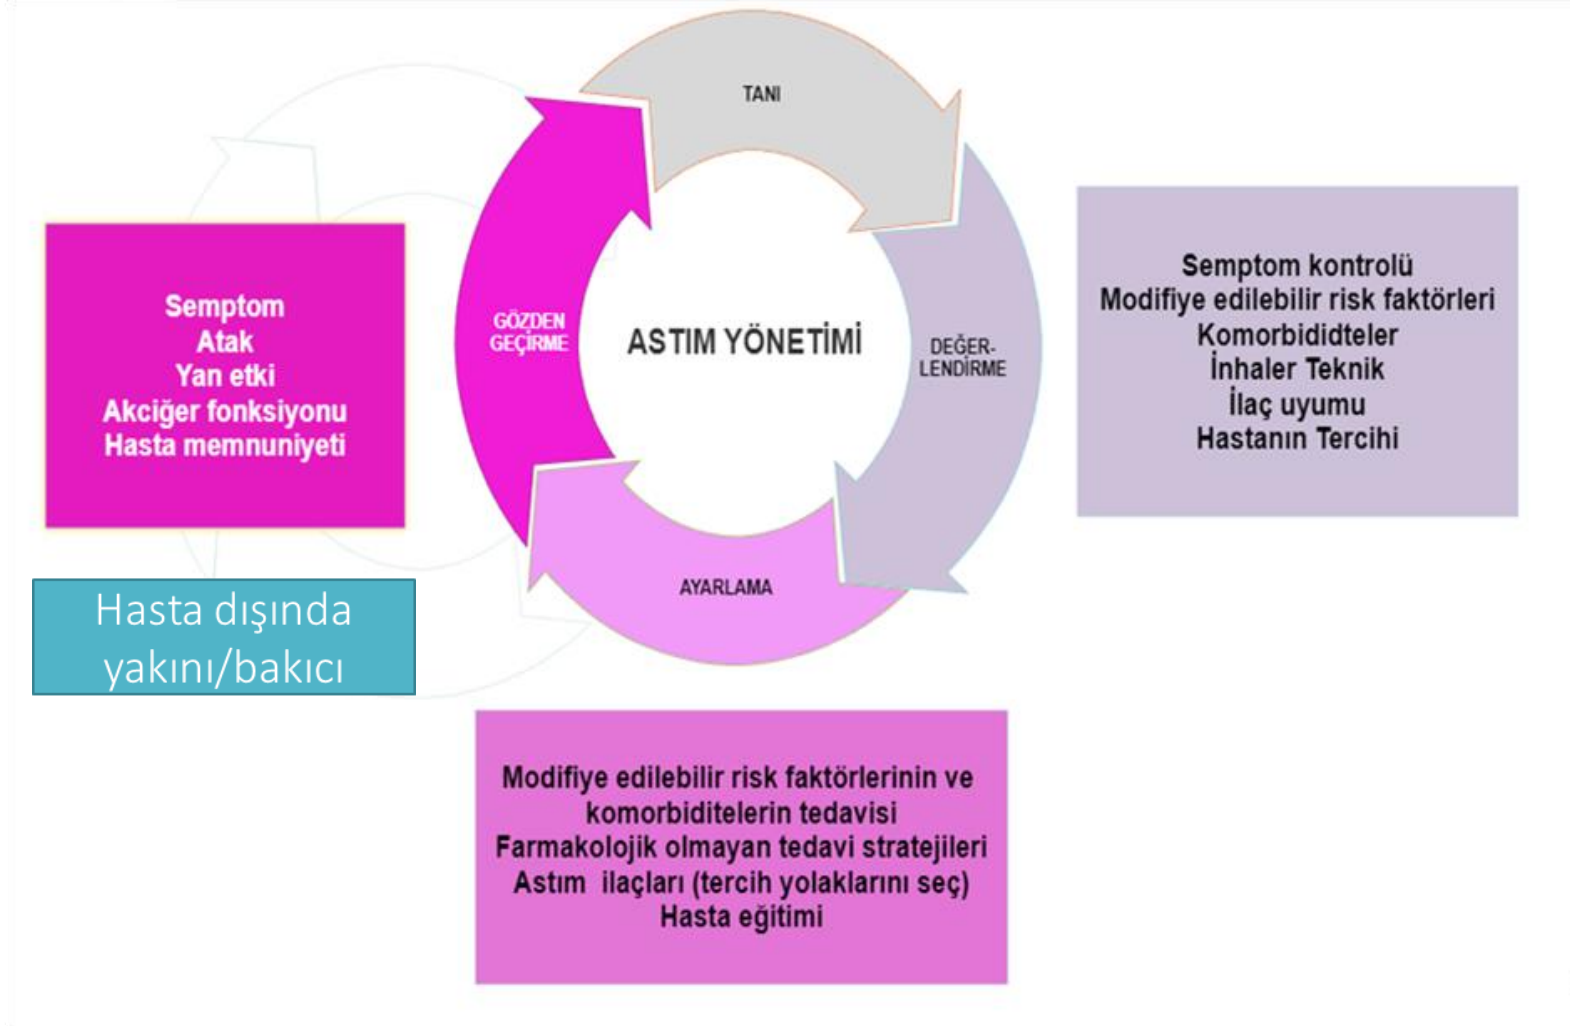 TANI
GÖZDEN
GEÇİRME
ASTIM YÖNETİMİ
DEĞER-
LENDİRME
AYARLAMA
Semptom
Atak
Yan etki
Akciğer fonksiyonu
Hasta memnuniyeti
Semptom kontrolü
Modifiye edilebilir risk faktörleri
Komorbididteler
İnhaler Teknik
İlaç uyumu
Hastanın Tercihi
Hasta dışında
yakını/bakıcı
Modifiye edilebilir risk faktörlerinin ve
komorbiditelerin tedavisi
Farmakolojik olmayan tedavi stratejileri
Astım ilaçları (tercih yolaklarını seç)
Hasta eğitimi